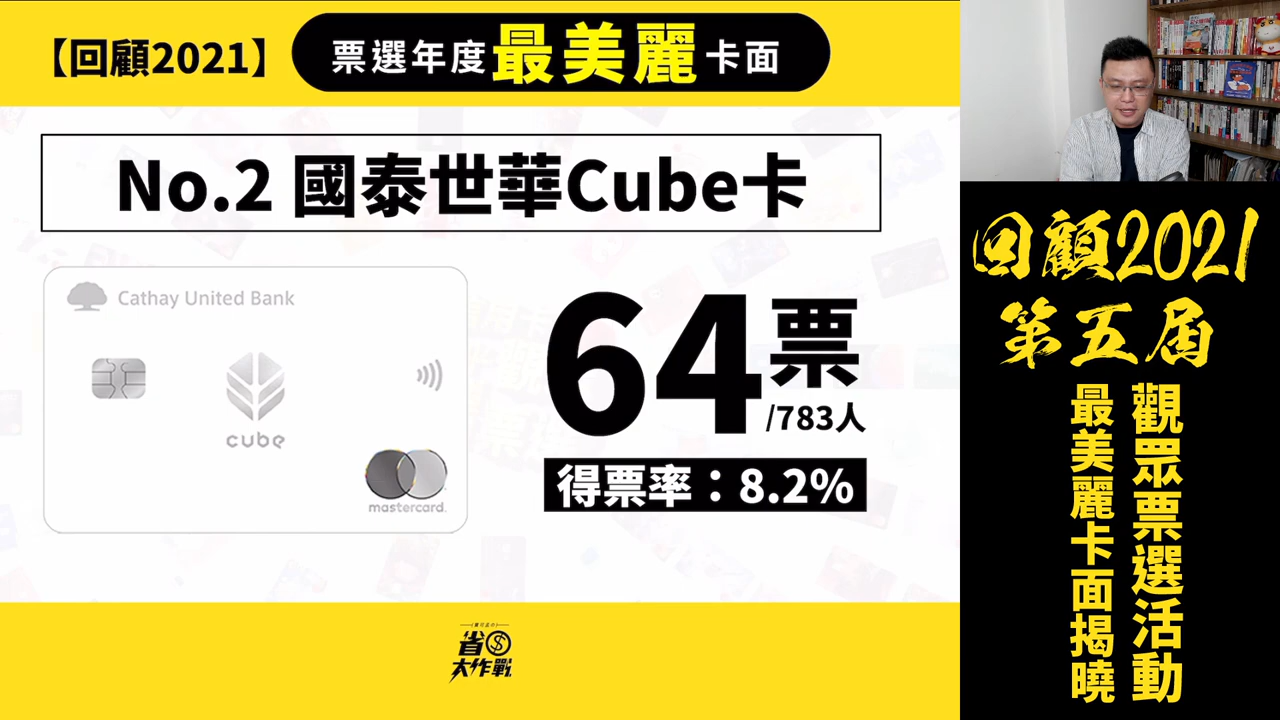 【回顧2021】
票選年度最美麗卡面
No.2 國泰世華Cube卡
Cathay United Bank
cube
mastercard.
64票
/783人
得票率：8.2%
省
大作戰
回顧2021
第五屆
觀眾票選活動
最美麗卡面揭曉